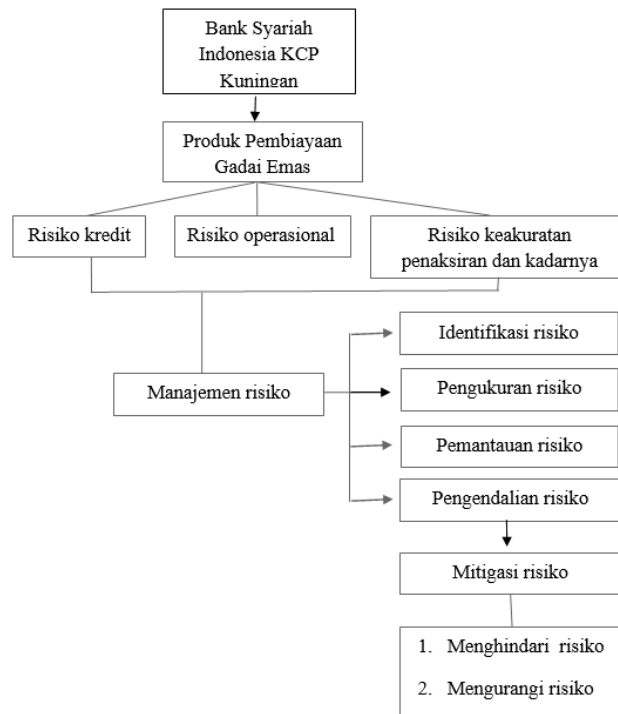 Bank Syariah
Indonesia KCP
Kuningan
Produk Pembiayaan
Gadai Emas
Risiko kredit
Risiko operasional
Risiko keakuratan
penaksiran dan kadarnya
Manajemen risiko
Identifikasi risiko
Pengukuran risiko
Pemantauan risiko
Pengendalian risiko
Mitigasi risiko
1. Menghindari risiko
2. Mengurangi risiko